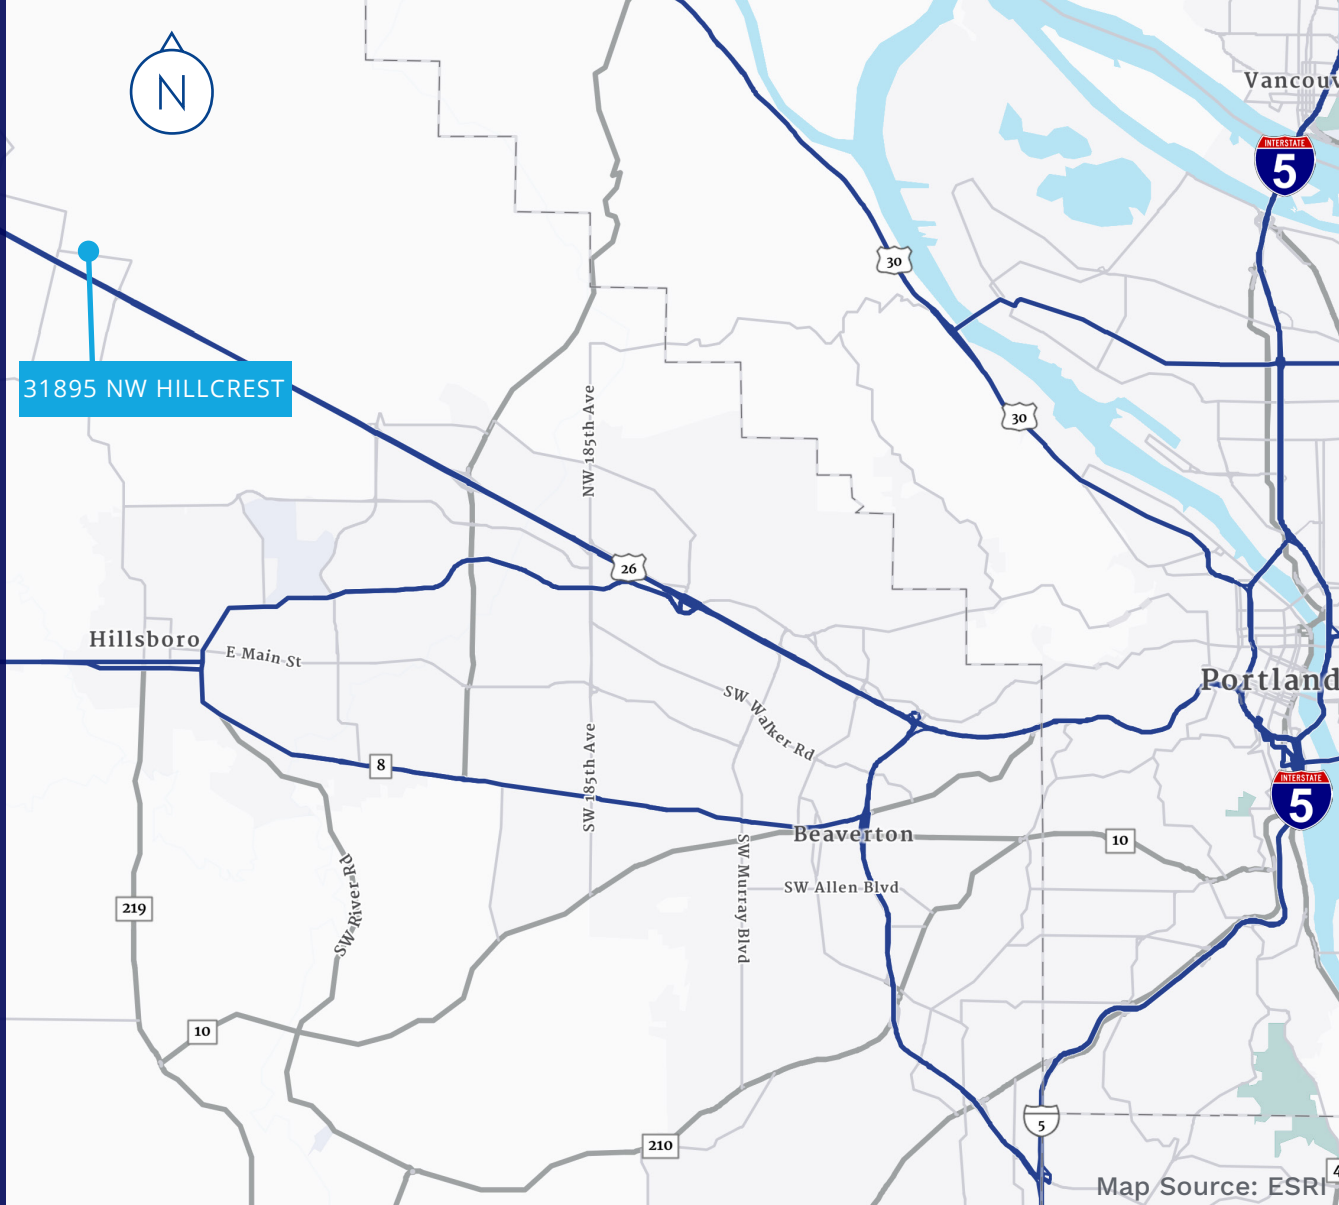 N
Vancouv
INTERSTATE
5
30
31895 NW HILLCREST
NW 185th Ave
30
26
Hillsboro
E Main St
Portland
SW Walker Rd
8
SW 185th Ave
INTERSTATE
5
Beaverton
10
SW River Rd
SW Murray Blvd
SW Allen Blvd
219
10
5
210
4
Map Source: ESRI